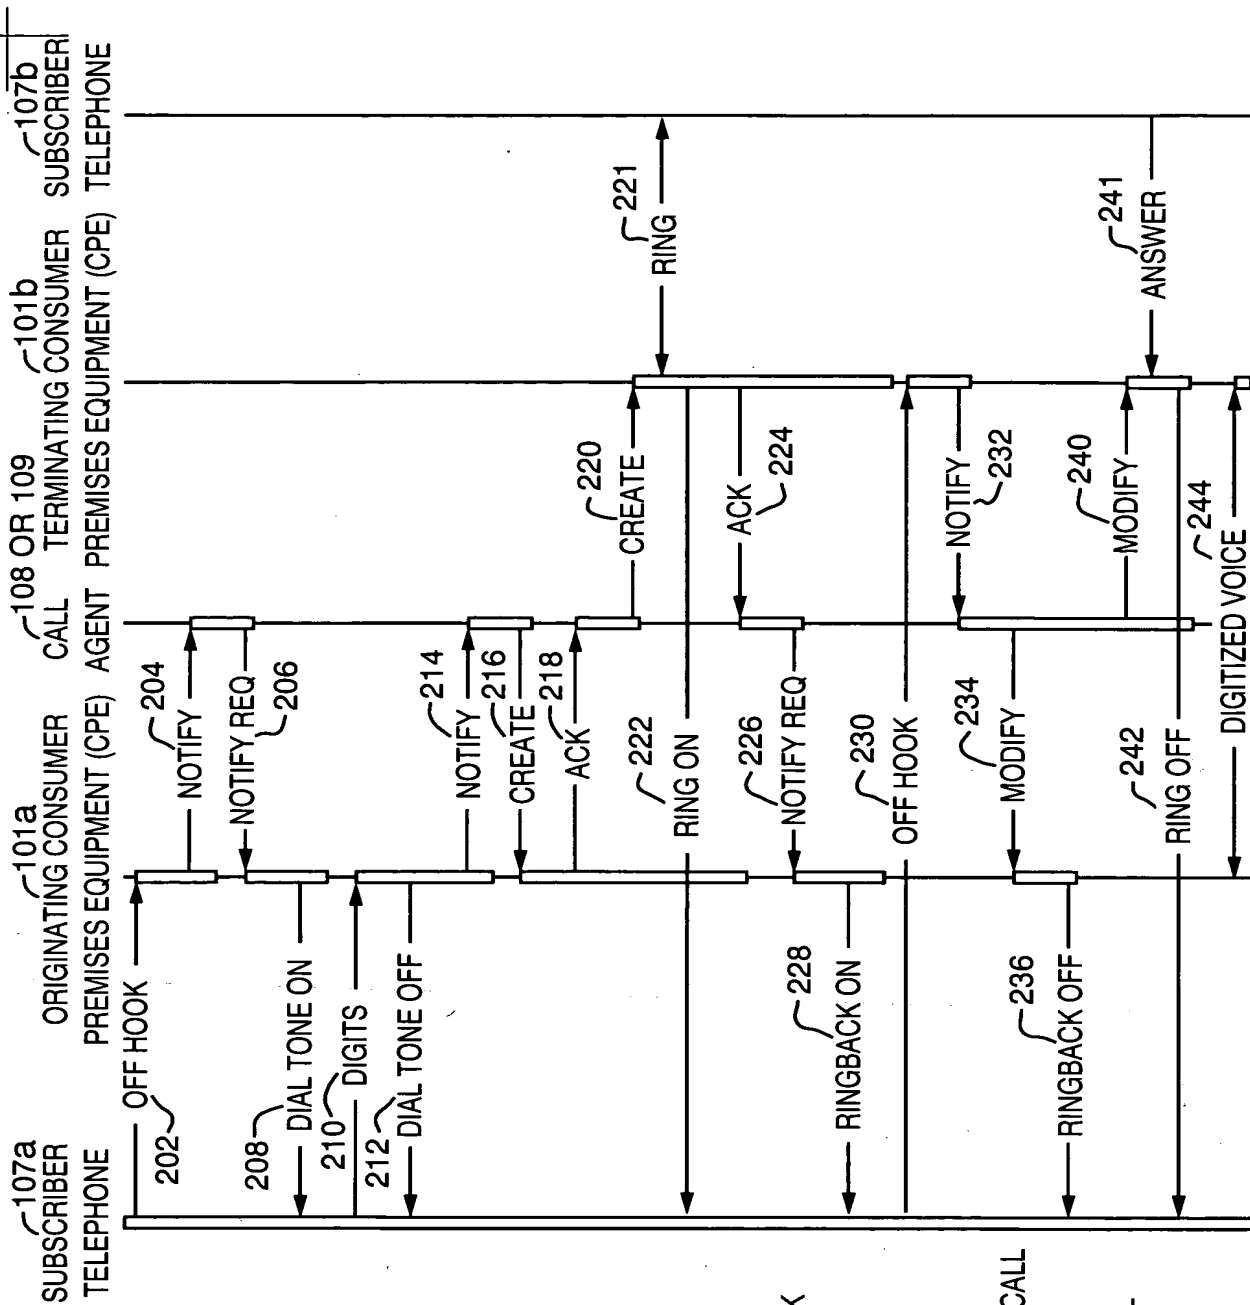 107a
SUBSCRIBER
TELEPHONE
101a
ORIGINATING CONSUMER
PREMISES EQUIPMENT (CPE)
108 OR 109
CALL
AGENT
101b
TERMINATING CONSUMER
PREMISES EQUIPMENT (CPE)
107b
SUBSCRIBER
TELEPHONE
OFF HOOK
202
204
NOTIFY
NOTIFY REQ
206
208
DIAL TONE ON
210
DIGITS
212
DIAL TONE OFF
214
NOTIFY
216
CREATE
218
ACK
220
CREATE
221
RING
222
RING ON
ACK
224
226
NOTIFY REQ
228
RINGBACK ON
230
OFF HOOK
NOTIFY
232
234
MODIFY
236
RINGBACK OFF
240
MODIFY
241
ANSWER
242
RING OFF
244
DIGITIZED VOICE
CALL